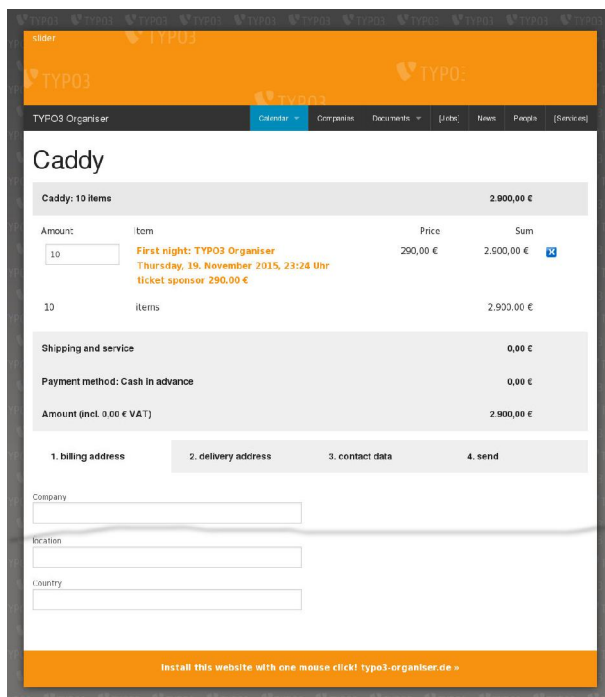 slider
TYPO3
TYPO3
TYPO3
TYPO3 Organiser Calendar Companies Documents [Jobs] News People [Services]
Caddy
Caddy: 10 items 2.900,00 €
Amount Item Price Sum
10 First night: TYPO3 Organiser 290,00 € 2.900,00 €
Thursday, 19. November 2015, 23:24 Uhr
ticket sponsor 290.00 €
10 items 2.900,00 €
Shipping and service 0,00 €
Payment method: Cash in advance 0,00 €
Amount (incl. 0,00 € VAT) 2.900,00 €
1. billing address 2. delivery address 3. contact data 4. send
Company
location
Country
Install this website with one mouse click! typo3-organiser.de »